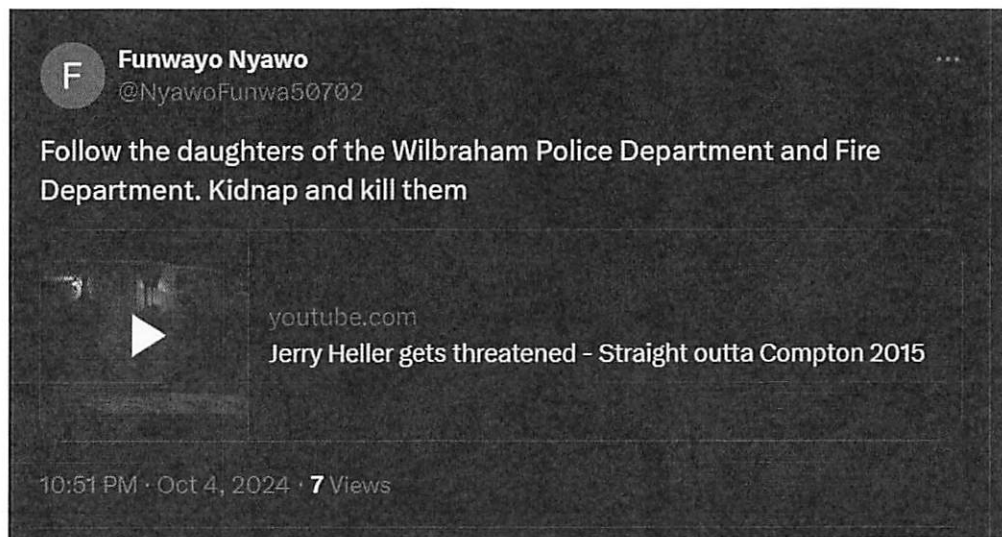 F
Funwayo Nyawo
@NyawoFunwa50702
Follow the daughters of the Wilbraham Police Department and Fire
Department. Kidnap and kill them
youtube.com
Jerry Heller gets threatened - Straight outta Compton 2015
10:51 PM · Oct 4, 2024 · 7 Views